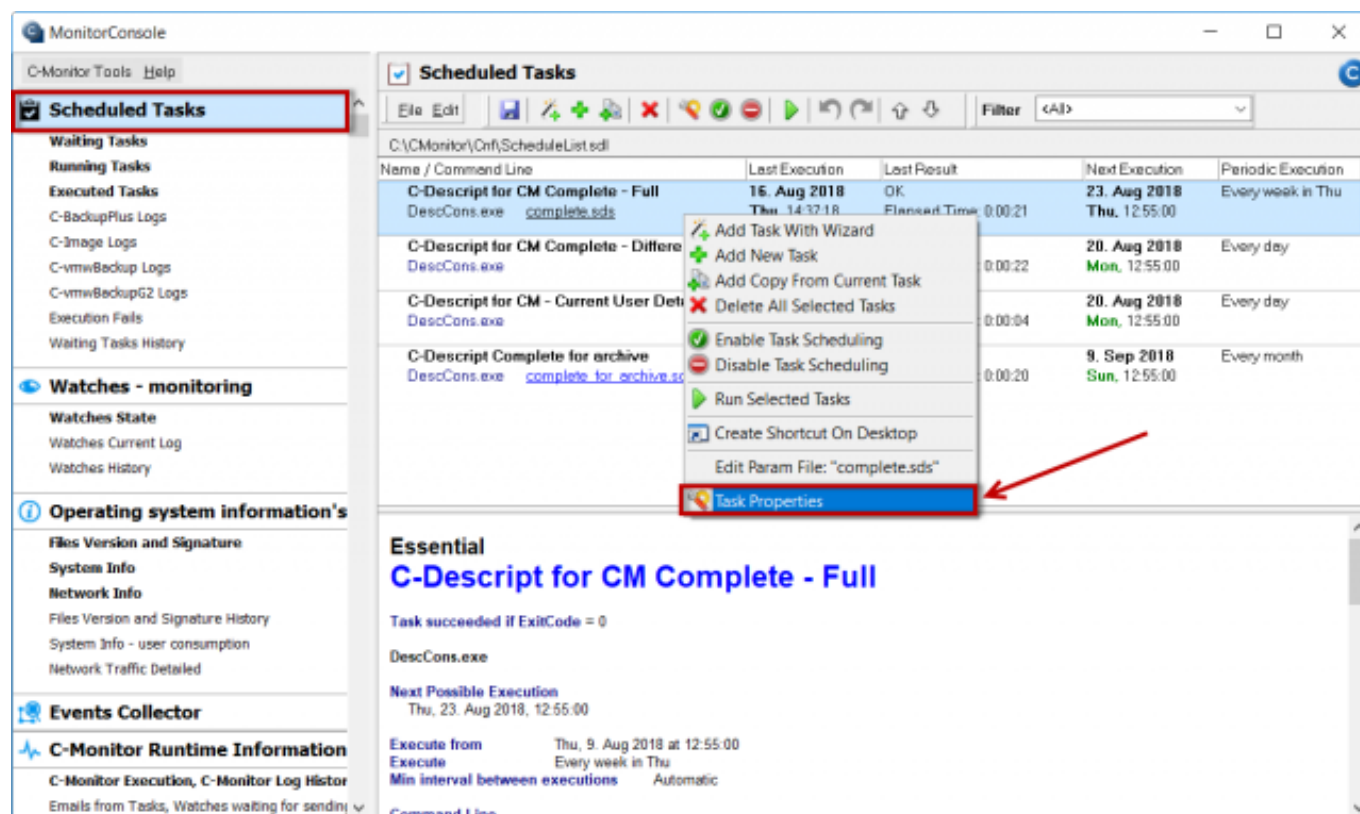 MonitorConsole
C-Monitor Tools Help
Scheduled Tasks
Waiting Tasks
Running Tasks
Executed Tasks
C-BackupPlus Logs
C-Image Logs
C-vmwBackup Logs
C-vmwBackupG2 Logs
Execution Fails
Waiting Tasks History
Watches - monitoring
Watches State
Watches Current Log
Watches History
Operating system information's
Files Version and Signature
System Info
Network Info
Files Version and Signature History
System Info - user consumption
Network Traffic Detailed
Events Collector
C-Monitor Runtime Information
C-Monitor Execution, C-Monitor Log Histor
Emails from Tasks, Watches waiting for sending
Scheduled Tasks
File Edit Filter <All>
C:\CMonitor\Cnf\ScheduleList.sdl
Name / Command Line Last Execution Last Result Next Execution Periodic Execution
C-Descript for CM Complete - Full 16. Aug 2018 OK 23. Aug 2018 Every week in Thu
DescCons.exe complete.sds Thu, 14:37:18 Elapsed Time: 0:00:21 Thu, 12:55:00
C-Descript for CM Complete - Differe 20. Aug 2018 Every day
DescCons.exe 0:00:22 Mon, 12:55:00
C-Descript for CM - Current User Det 20. Aug 2018 Every day
DescCons.exe 0:00:04 Mon, 12:55:00
C-Descript Complete for archive 9. Sep 2018 Every month
DescCons.exe complete_for_archive.sd 0:00:20 Sun, 12:55:00
Add Task With Wizard
Add New Task
Add Copy From Current Task
Delete All Selected Tasks
Enable Task Scheduling
Disable Task Scheduling
Run Selected Tasks
Create Shortcut On Desktop
Edit Param File: "complete.sds"
Task Properties
Essential
C-Descript for CM Complete - Full
Task succeeded if ExitCode = 0
DescCons.exe
Next Possible Execution
Thu, 23. Aug 2018, 12:55:00
Execute from Thu, 9. Aug 2018 at 12:55:00
Execute Every week in Thu
Min interval between executions Automatic
Command Line